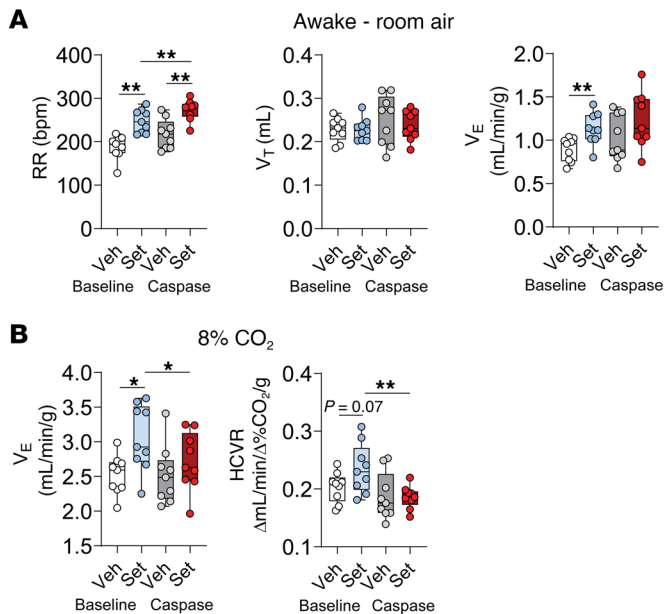 A
Awake - room air
RR (bpm)
400
300
200
100
0
** ** **
Veh Set Veh Set
Baseline Caspase
V_T (mL)
0.4
0.2
0.0
Veh Set Veh Set
Baseline Caspase
V_E
(mL/min/g)
2.0
1.5
1.0
0.5
0.0
**
Veh Set Veh Set
Baseline Caspase
B
8% CO₂
V_E
(mL/min/g)
4.0
3.5
3.0
2.5
2.0
1.5
* *
Veh Set Veh Set
Baseline Caspase
HCVR
ΔmL/min/Δ%CO₂/g
0.4
0.3
0.2
0.1
P = 0.07
**
Veh Set Veh Set
Baseline Caspase